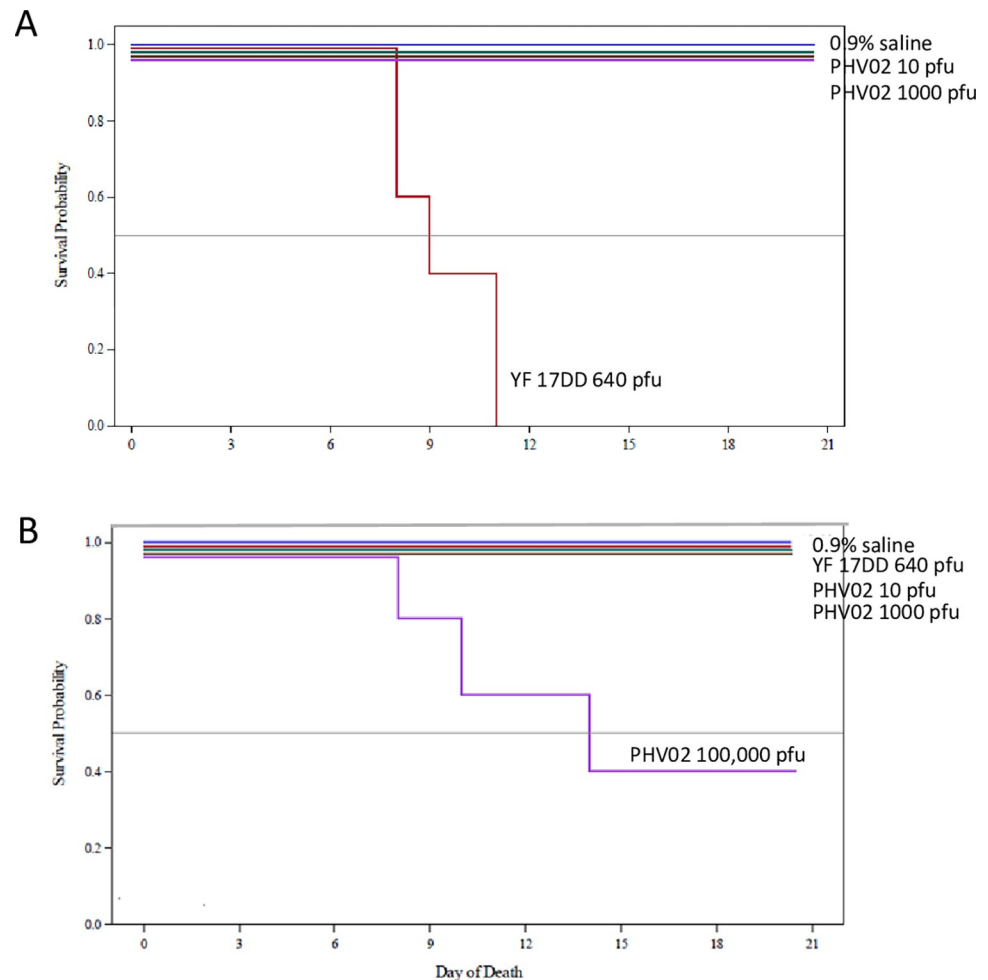 A
1.0
0.8
0.6
0.4
0.2
0.0
Survival Probability
0.9% saline
PHV02 10 pfu
PHV02 1000 pfu
YF 17DD 640 pfu
0 3 6 9 12 15 18 21
B
1.0
0.8
0.6
0.4
0.2
0.0
Survival Probability
0.9% saline
YF 17DD 640 pfu
PHV02 10 pfu
PHV02 1000 pfu
PHV02 100,000 pfu
0 3 6 9 12 15 18 21
Day of Death